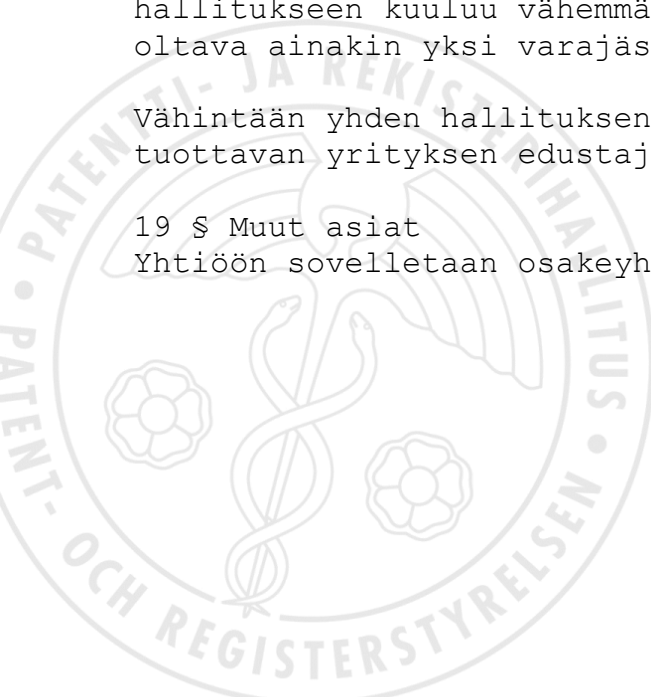 hallitukseen kuuluu vähemmä
oltava ainakin yksi varajäs
Vähintään yhden hallituksen
tuottavan yrityksen edustaj
19 § Muut asiat
Yhtiöön sovelletaan osakeyh
PATENTTI- JA REKISTERIHALLITUS • PATENT- OCH REGISTERSTYRELSEN •